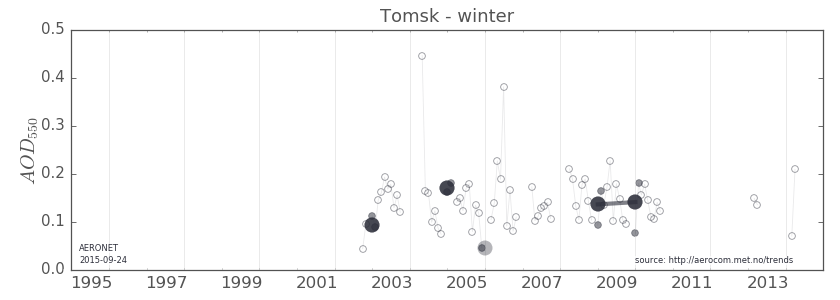 Tomsk - winter
0.5
0.4
0.3
0.2
0.1
0.0
AOD550
AERONET
2015-09-24
source: http://aerocom.met.no/trends
1995 1997 1999 2001 2003 2005 2007 2009 2011 2013